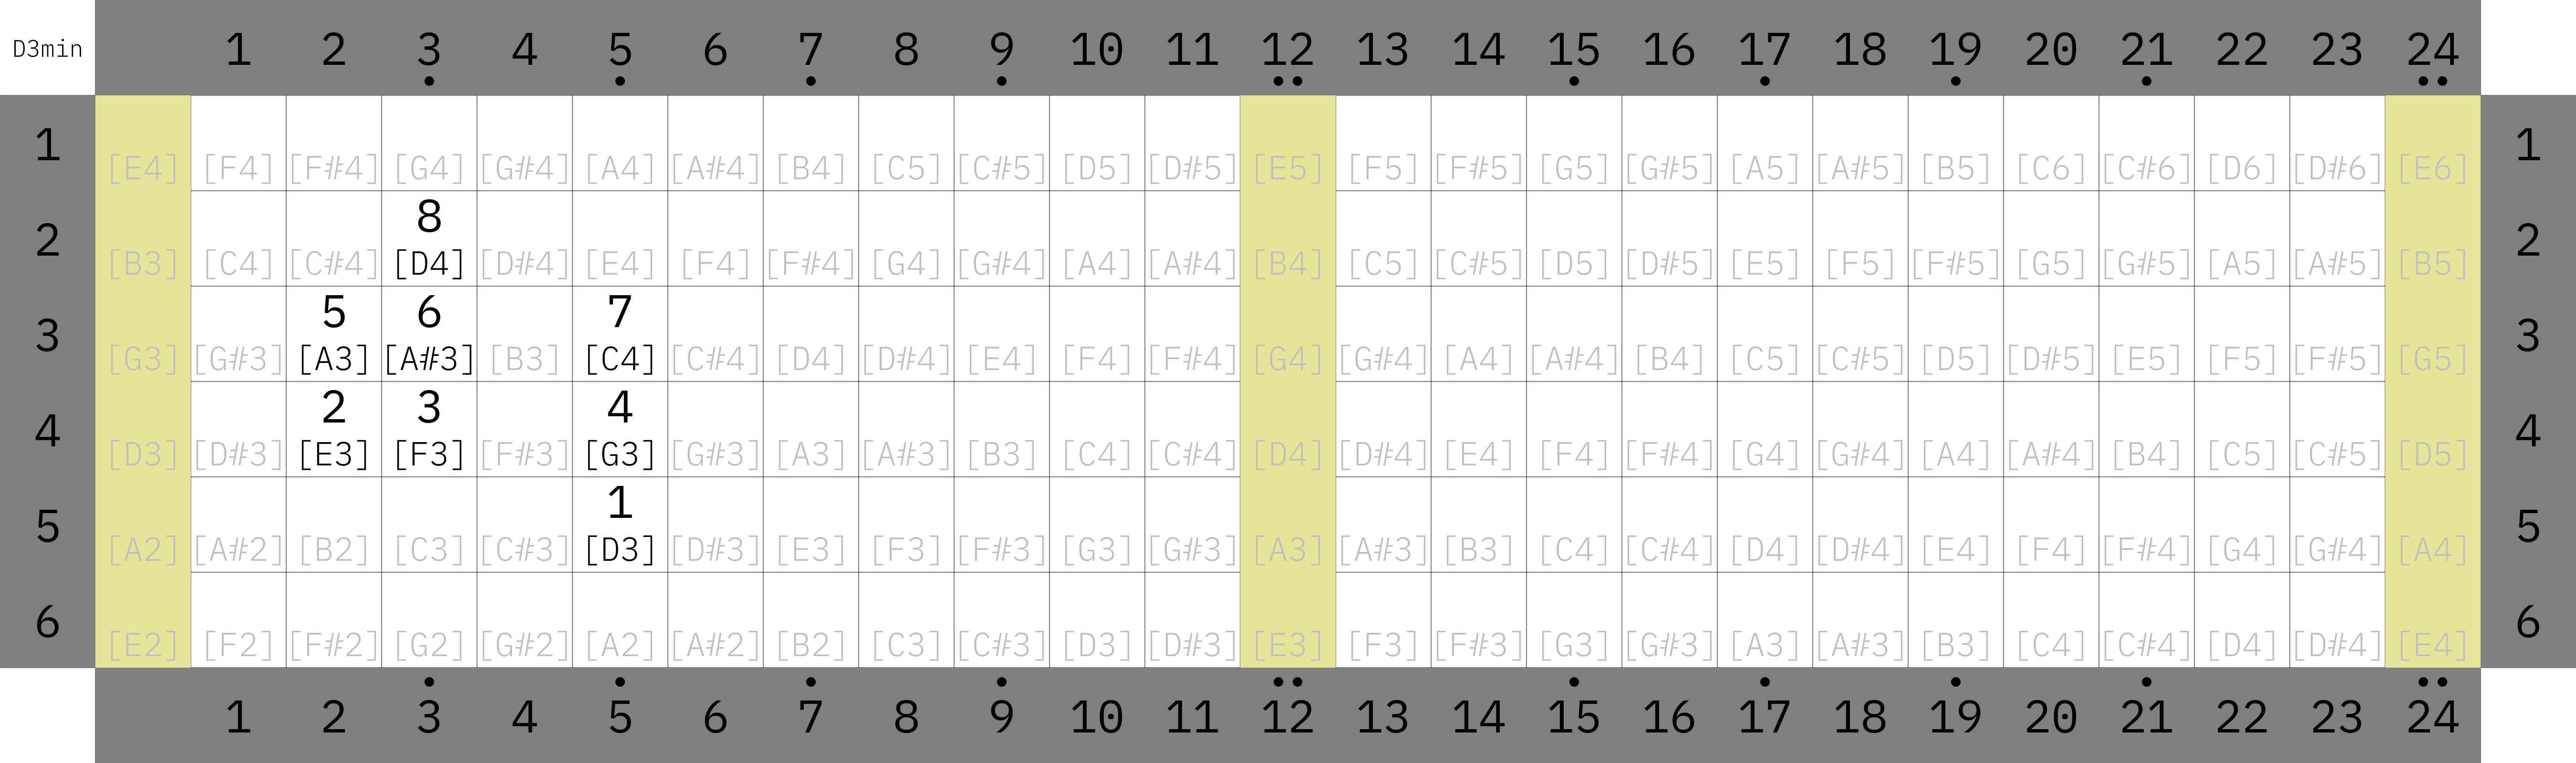 D3min 1 2 3 4 5 6 7 8 9 10 11 12 13 14 15 16 17 18 19 20 21 22 23 24
1 [E4] [F4] [F#4] [G4] [G#4] [A4] [A#4] [B4] [C5] [C#5] [D5] [D#5] [E5] [F5] [F#5] [G5] [G#5] [A5] [A#5] [B5] [C6] [C#6] [D6] [D#6] [E6] 1
8
2 [B3] [C4] [C#4] [D4] [D#4] [E4] [F4] [F#4] [G4] [G#4] [A4] [A#4] [B4] [C5] [C#5] [D5] [D#5] [E5] [F5] [F#5] [G5] [G#5] [A5] [A#5] [B5] 2
5 6 7
3 [G3] [G#3] [A3] [A#3] [B3] [C4] [C#4] [D4] [D#4] [E4] [F4] [F#4] [G4] [G#4] [A4] [A#4] [B4] [C5] [C#5] [D5] [D#5] [E5] [F5] [F#5] [G5] 3
2 3 4
4 [D3] [D#3] [E3] [F3] [F#3] [G3] [G#3] [A3] [A#3] [B3] [C4] [C#4] [D4] [D#4] [E4] [F4] [F#4] [G4] [G#4] [A4] [A#4] [B4] [C5] [C#5] [D5] 4
1
5 [A2] [A#2] [B2] [C3] [C#3] [D3] [D#3] [E3] [F3] [F#3] [G3] [G#3] [A3] [A#3] [B3] [C4] [C#4] [D4] [D#4] [E4] [F4] [F#4] [G4] [G#4] [A4] 5
6 [E2] [F2] [F#2] [G2] [G#2] [A2] [A#2] [B2] [C3] [C#3] [D3] [D#3] [E3] [F3] [F#3] [G3] [G#3] [A3] [A#3] [B3] [C4] [C#4] [D4] [D#4] [E4] 6
1 2 3 4 5 6 7 8 9 10 11 12 13 14 15 16 17 18 19 20 21 22 23 24